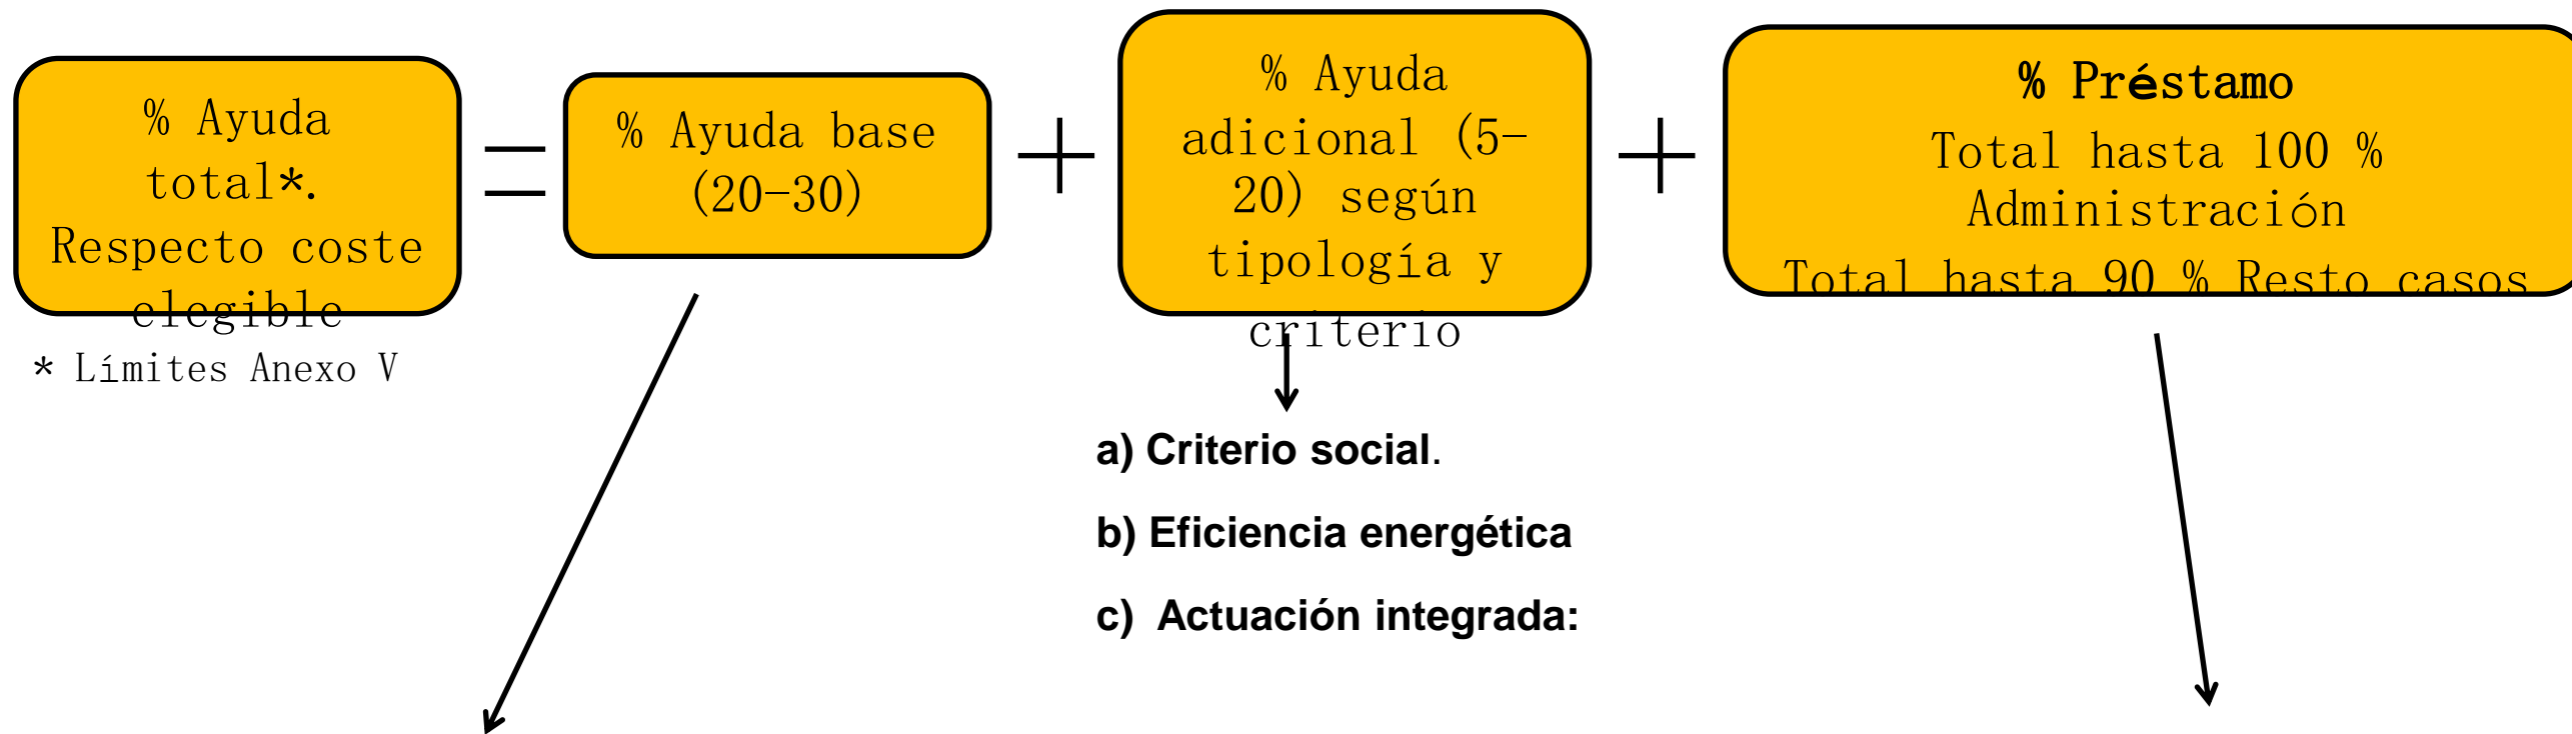 % Ayuda
total*.
Respecto coste
elegible
* Límites Anexo V
=
% Ayuda base
(20-30)
+
% Ayuda
adicional (5-
20) según
tipología y
criterio
+
% Préstamo
Total hasta 100 %
Administración
Total hasta 90 % Resto casos
a) Criterio social.
b) Eficiencia energética
c) Actuación integrada: